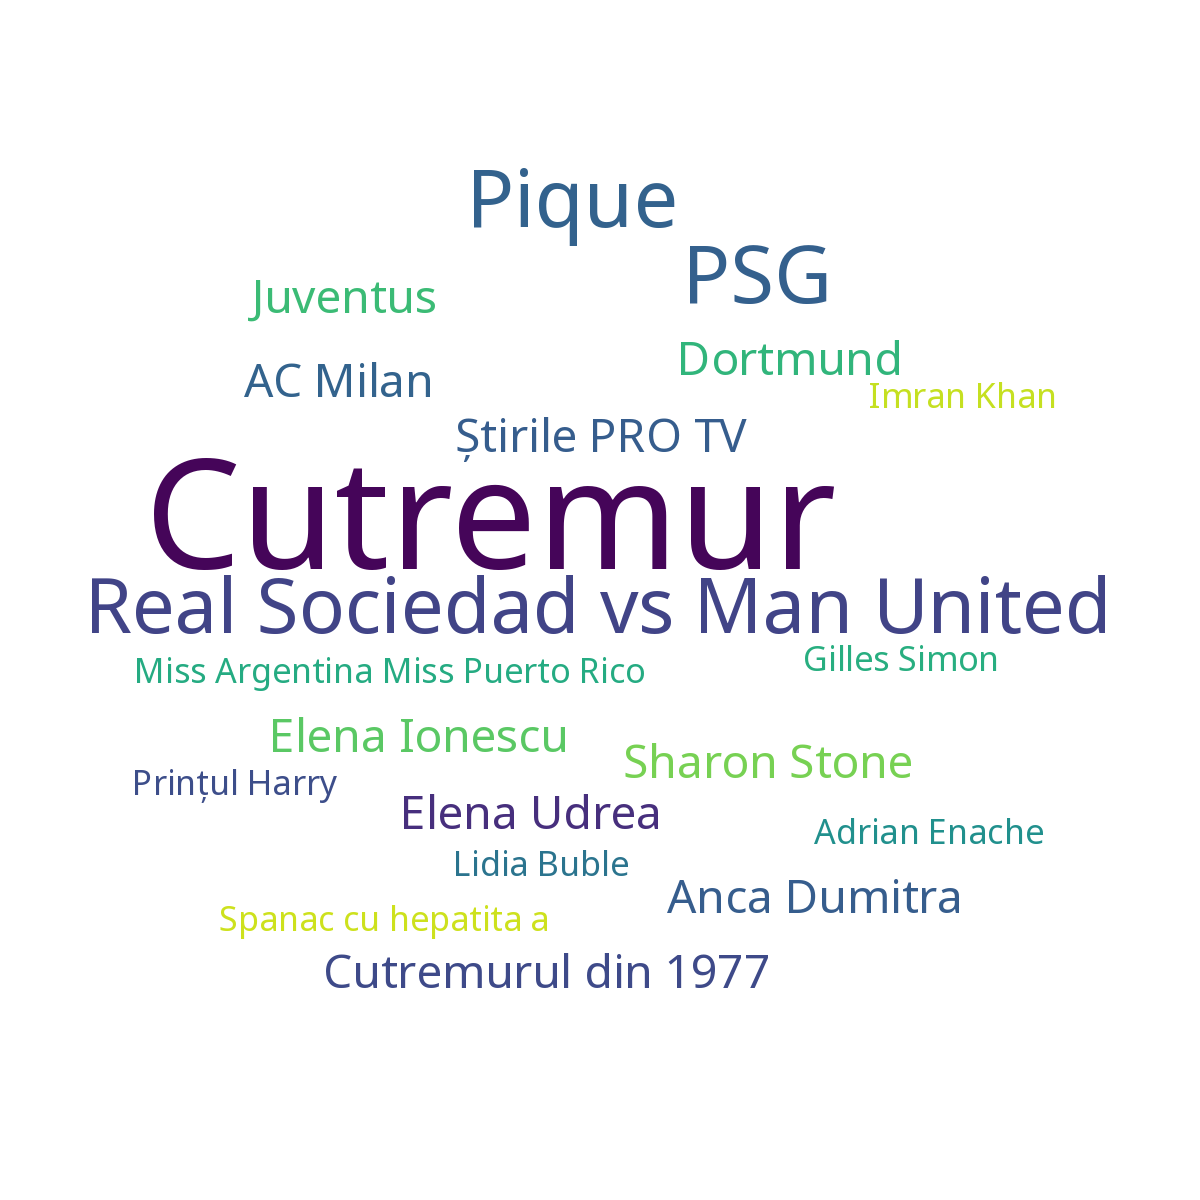 Pique
PSG
Juventus
Dortmund
AC Milan
Imran Khan
Știrile PRO TV
Cutremur
Real Sociedad vs Man United
Miss Argentina Miss Puerto Rico
Gilles Simon
Elena Ionescu
Sharon Stone
Prințul Harry
Elena Udrea
Adrian Enache
Lidia Buble
Anca Dumitra
Spanac cu hepatita a
Cutremurul din 1977